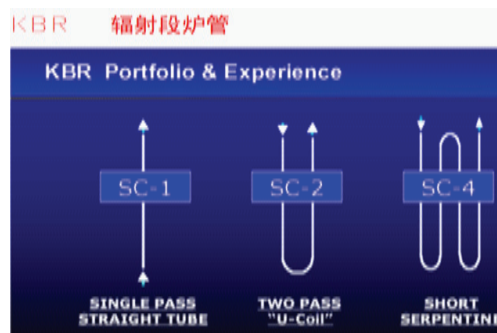 KBR 辐射段炉管
KBR Portfolio & Experience
SC-1 SC-2 SC-4
SINGLE PASS TWO PASS SHORT
STRAIGHT TUBE "U-Coil" SERPENTINE